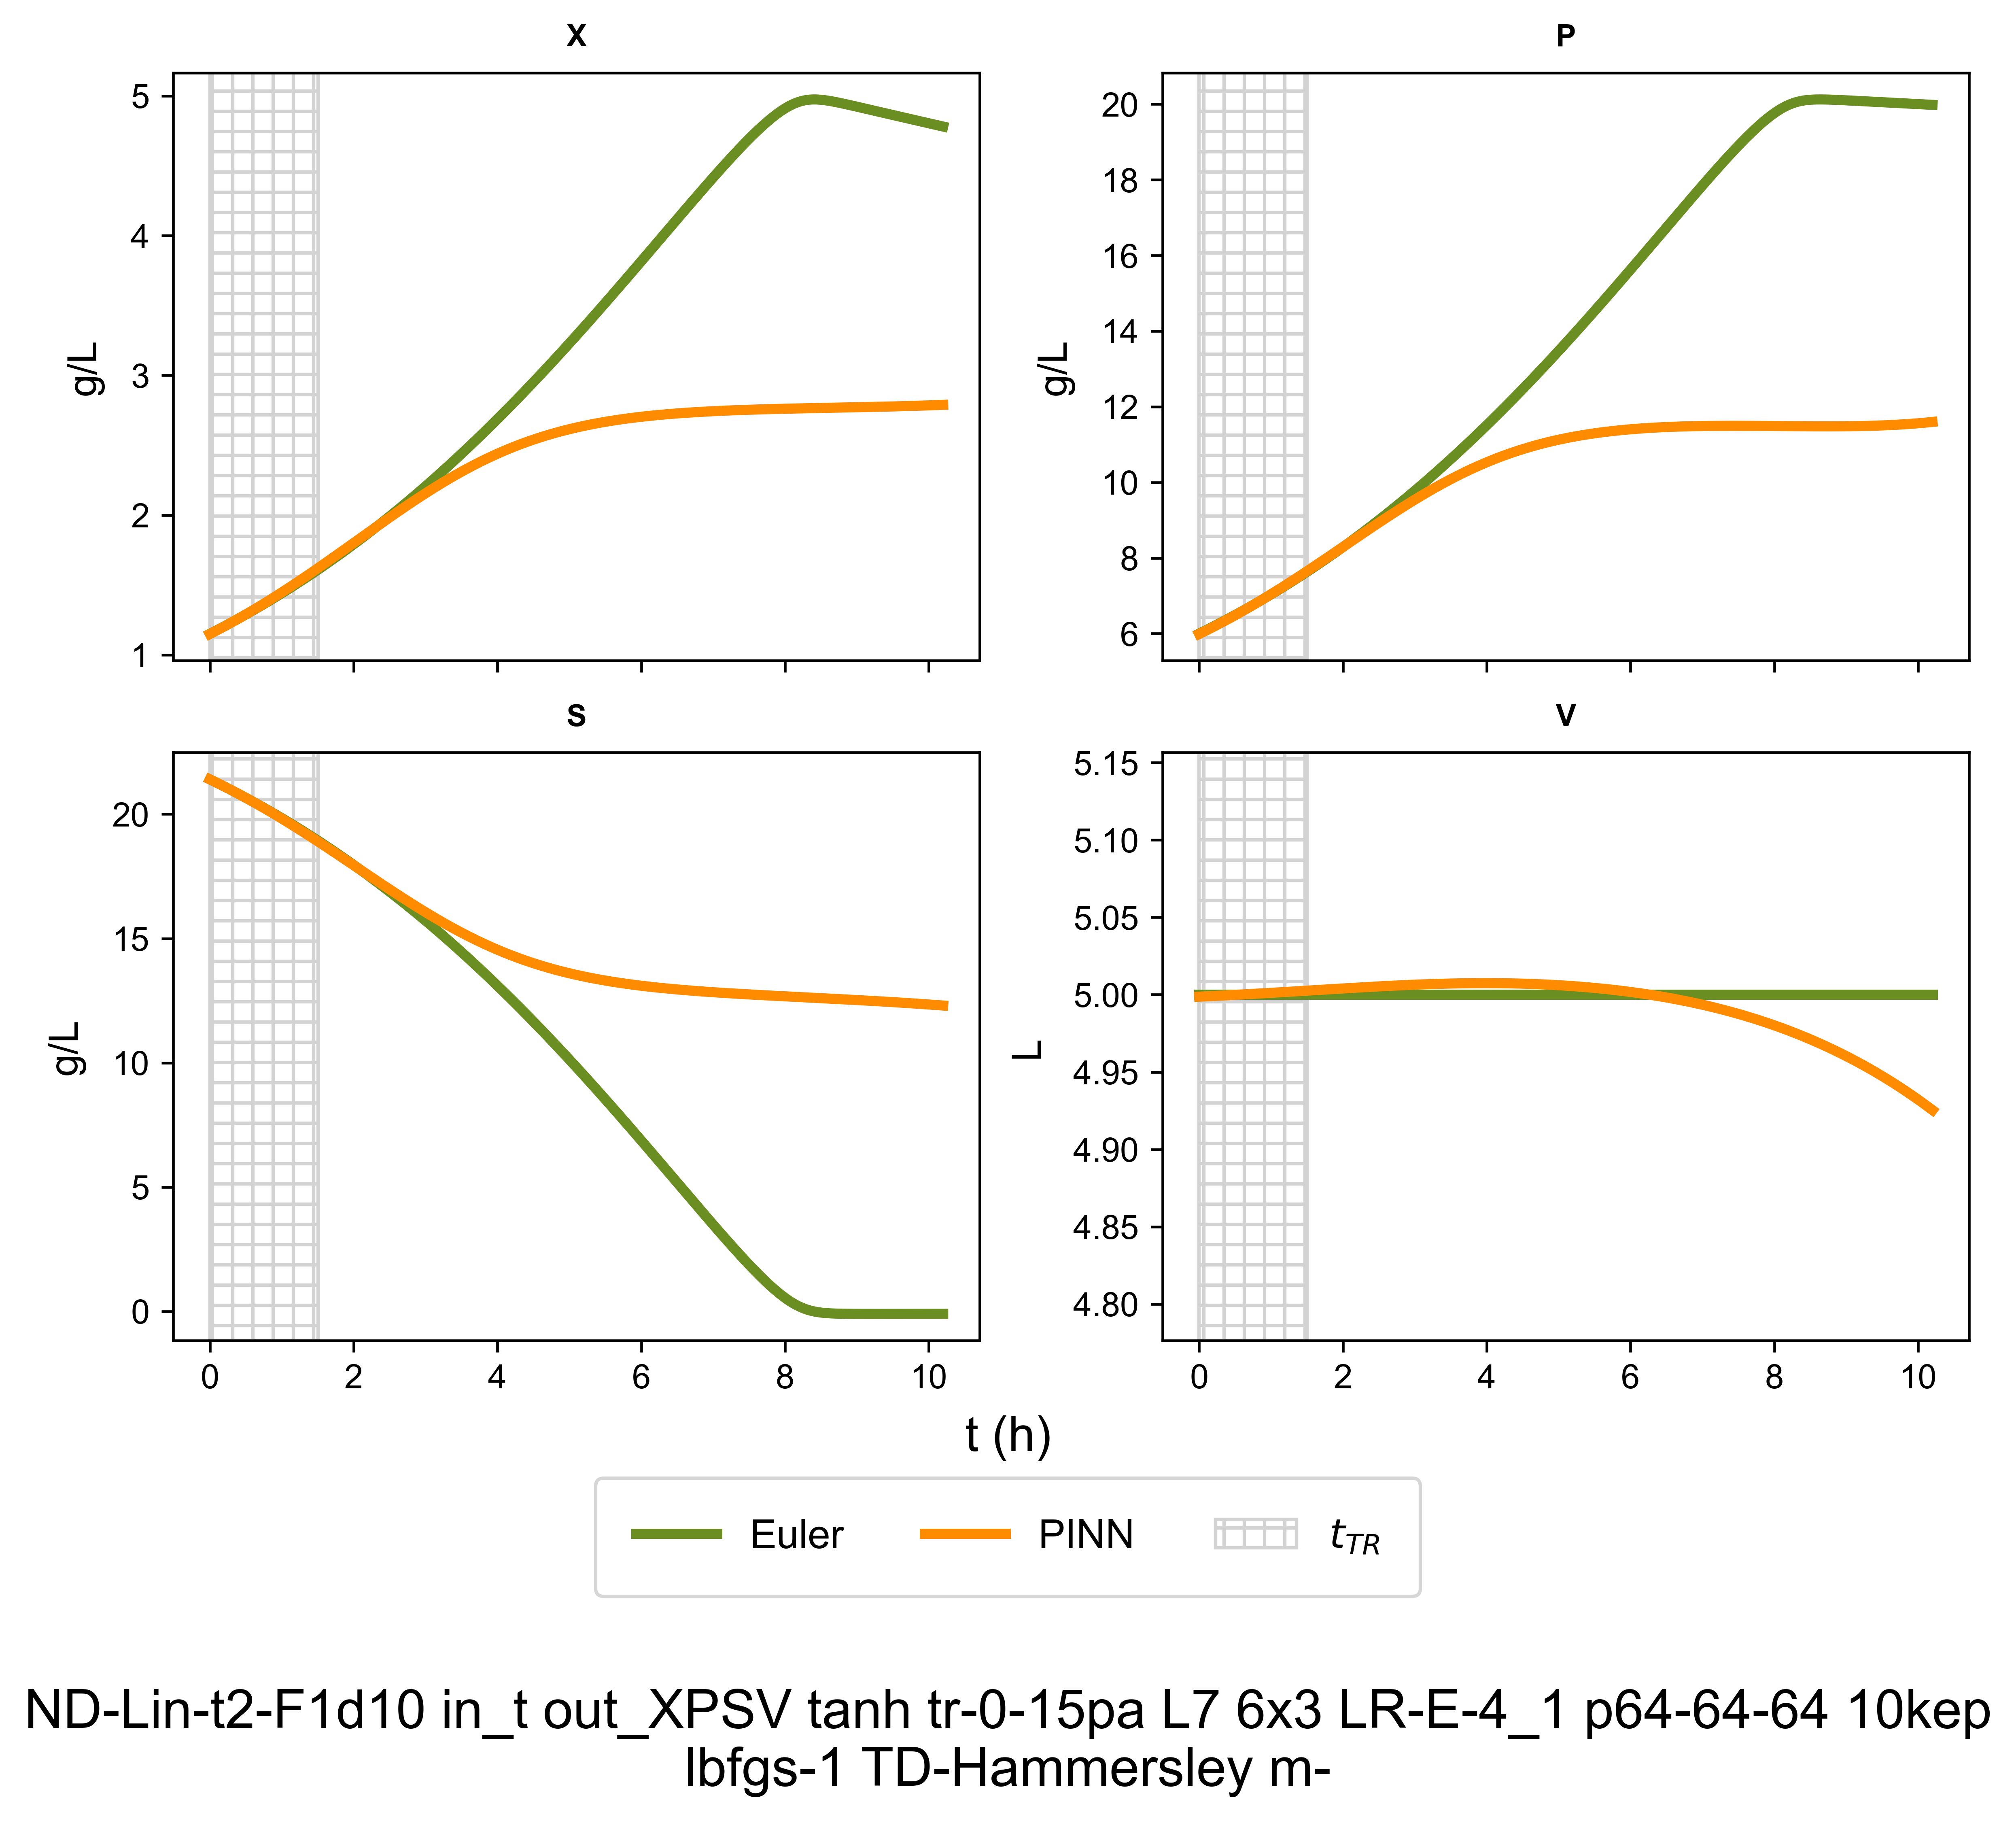 X
5
4
3
2
1
g/L
P
20
18
16
14
12
10
8
6
g/L
S
20
15
10
5
0
g/L
0 2 4 6 8 10
V
5.15
5.10
5.05
5.00
4.95
4.90
4.85
4.80
L
0 2 4 6 8 10
t (h)
Euler PINN t_TR
ND-Lin-t2-F1d10 in_t out_XPSV tanh tr-0-15pa L7 6x3 LR-E-4_1 p64-64-64 10kep
lbfgs-1 TD-Hammersley m-